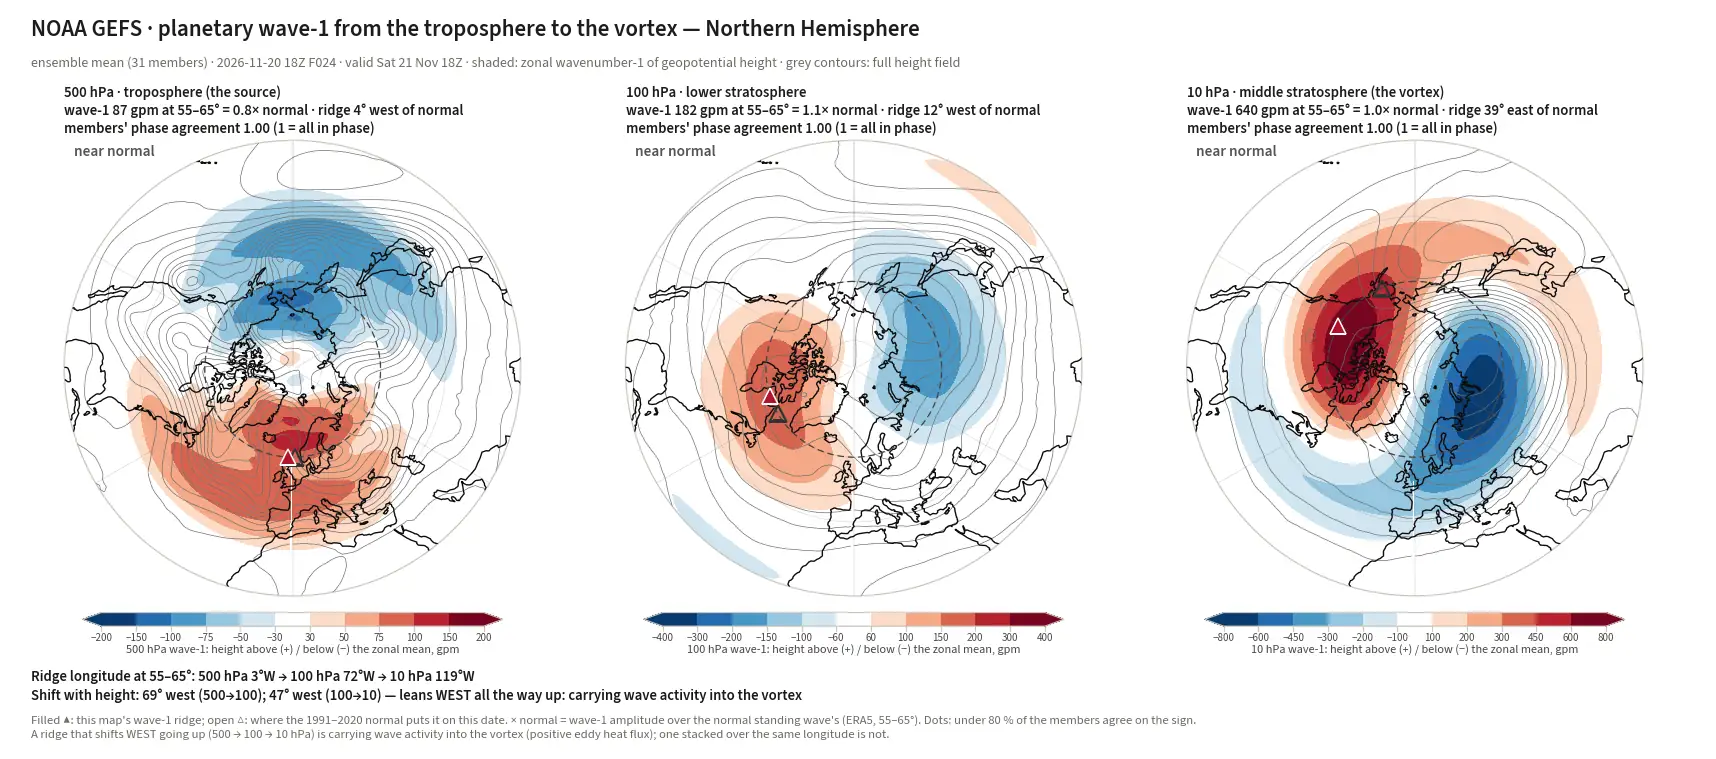 NOAA GEFS · planetary wave-1 from the troposphere to the vortex — Northern Hemisphere
ensemble mean (31 members) · 2026-11-20 18Z F024 · valid Sat 21 Nov 18Z · shaded: zonal wavenumber-1 of geopotential height · grey contours: full height field
500 hPa · troposphere (the source)
wave-1 87 gpm at 55–65° = 0.8× normal · ridge 4° west of normal
members' phase agreement 1.00 (1 = all in phase)
near normal
100 hPa · lower stratosphere
wave-1 182 gpm at 55–65° = 1.1× normal · ridge 12° west of normal
members' phase agreement 1.00 (1 = all in phase)
near normal
10 hPa · middle stratosphere (the vortex)
wave-1 640 gpm at 55–65° = 1.0× normal · ridge 39° east of normal
members' phase agreement 1.00 (1 = all in phase)
near normal
−200 −150 −100 −75 −50 −30 30 50 75 100 150 200
500 hPa wave-1: height above (+) / below (−) the zonal mean, gpm
−400 −300 −200 −150 −100 −60 60 100 150 200 300 400
100 hPa wave-1: height above (+) / below (−) the zonal mean, gpm
−800 −600 −450 −300 −200 −100 100 200 300 450 600 800
10 hPa wave-1: height above (+) / below (−) the zonal mean, gpm
Ridge longitude at 55–65°: 500 hPa 3°W → 100 hPa 72°W → 10 hPa 119°W
Shift with height: 69° west (500→100); 47° west (100→10) — leans WEST all the way up: carrying wave activity into the vortex
Filled ▲: this map's wave-1 ridge; open △: where the 1991–2020 normal puts it on this date. × normal = wave-1 amplitude over the normal standing wave's (ERA5, 55–65°). Dots: under 80 % of the members agree on the sign.
A ridge that shifts WEST going up (500 → 100 → 10 hPa) is carrying wave activity into the vortex (positive eddy heat flux); one stacked over the same longitude is not.